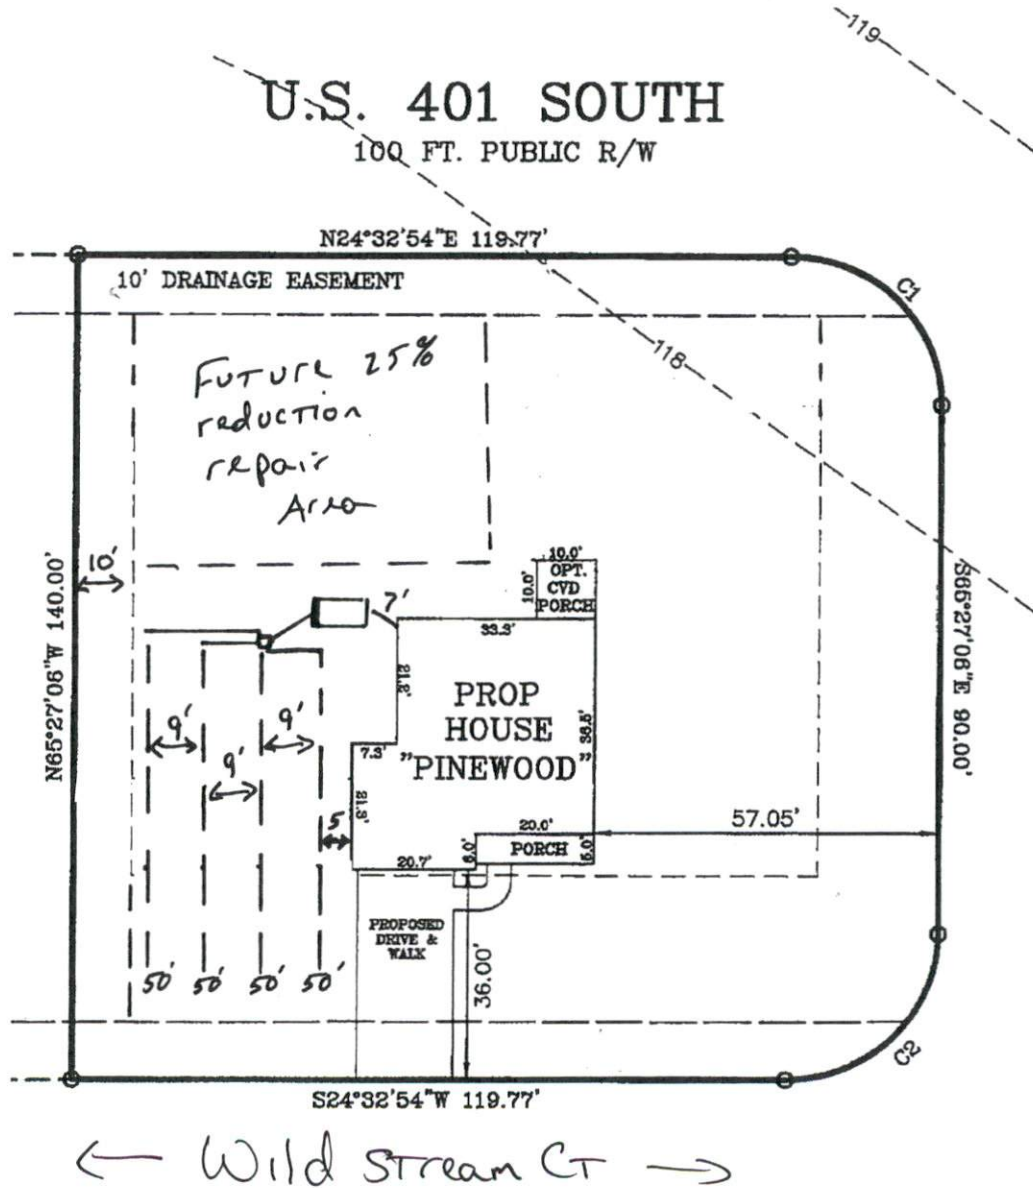 119
U.S. 401 SOUTH
100 FT. PUBLIC R/W
N24°32'54"E 119.77'
10' DRAINAGE EASEMENT
C1
118
Future 25%
reduction
repair
Area
10'
N65°27'06"W 140.00'
S65°27'06"E 90.00'
10.0'
10.0'
OPT.
CVD
PORCH
7'
33.3'
21.2'
PROP
HOUSE
"PINEWOOD"
36.5'
9'
9'
9'
7.3'
21.3'
5
57.05'
20.0'
PORCH
6.0'
5.0'
20.7'
PROPOSED
DRIVE &
WALK
36.00'
50' 50' 50' 50'
C2
S24°32'54"W 119.77'
← Wild Stream CT →